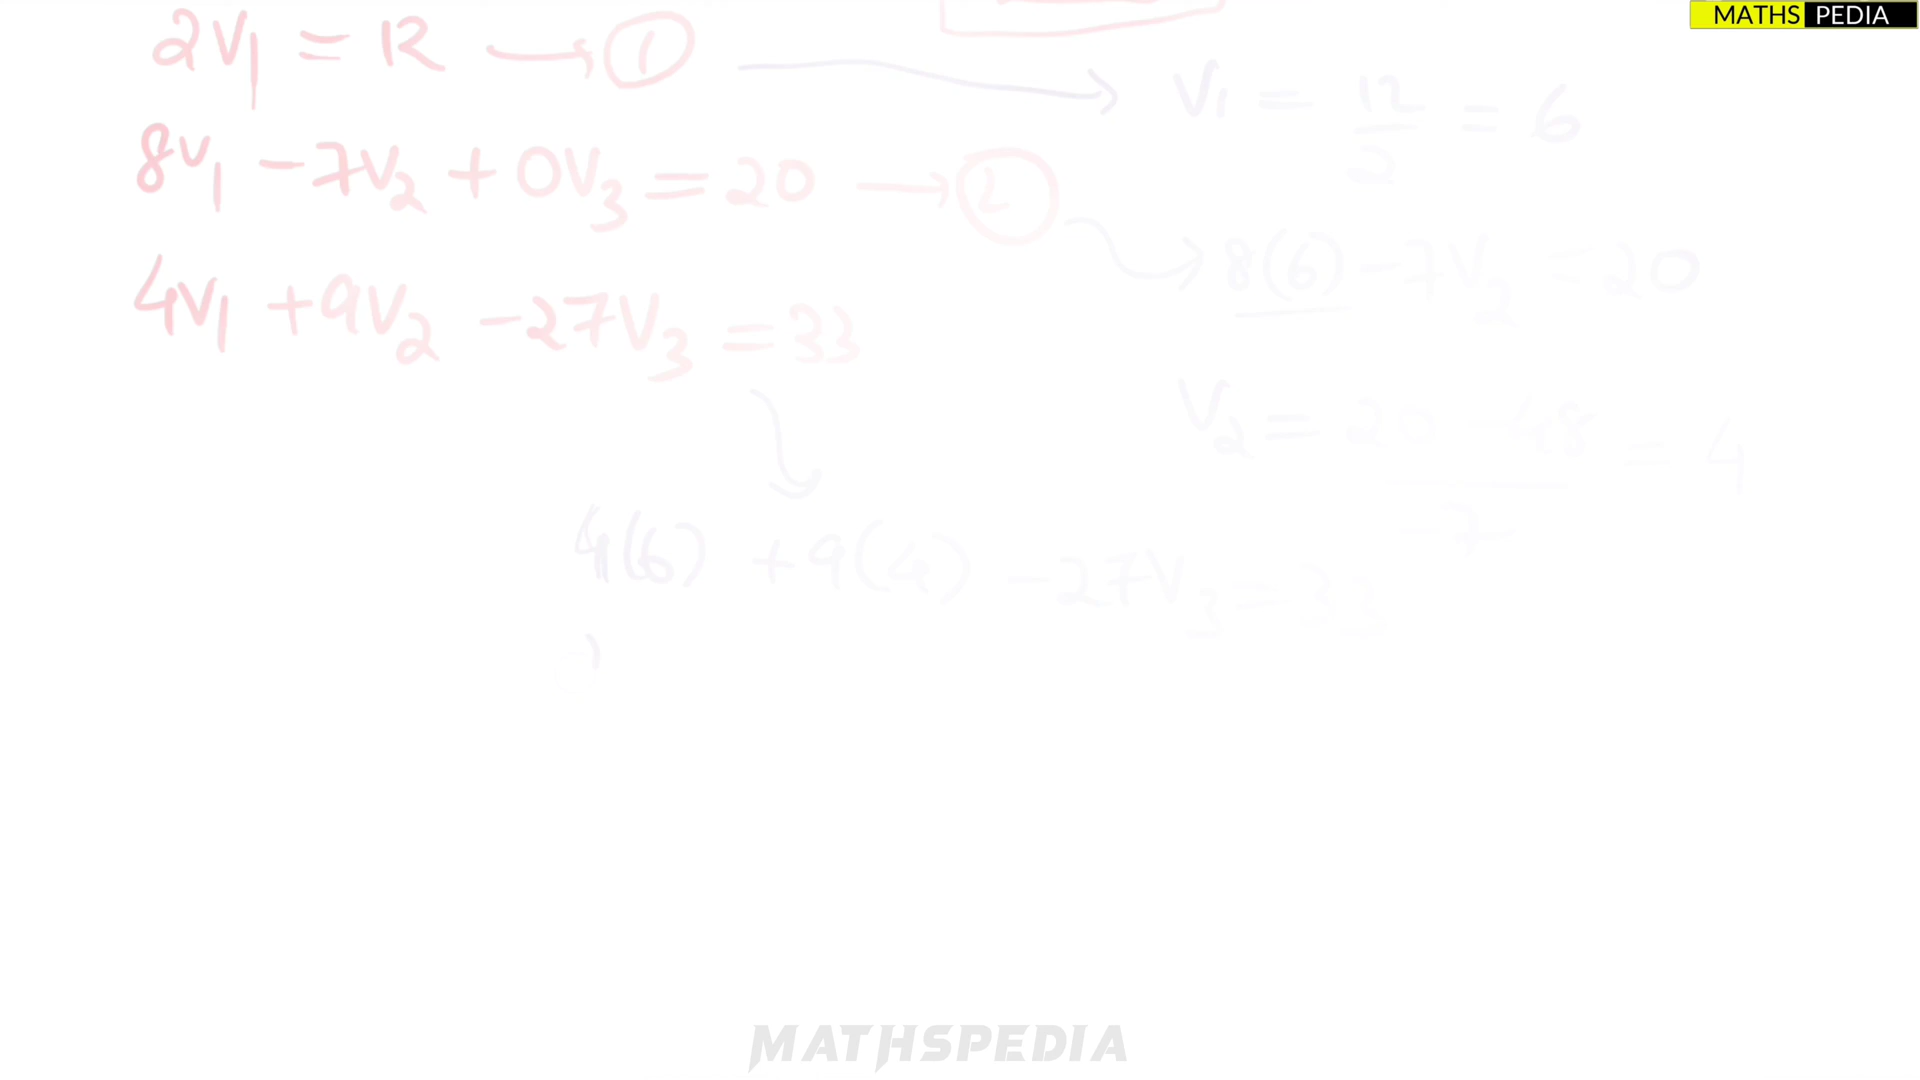 MATHS PEDIA
2V₁ = 12 → ①
V₁ = 12/2 = 6
8V₁ - 7V₂ + 0V₃ = 20 → ②
8(6) - 7V₂ = 20
4V₁ + 9V₂ - 27V₃ = 33
V₂ = 20 - 48 / -7 = 4
4(6) + 9(4) - 27V₃ = 33
MATHSPEDIA